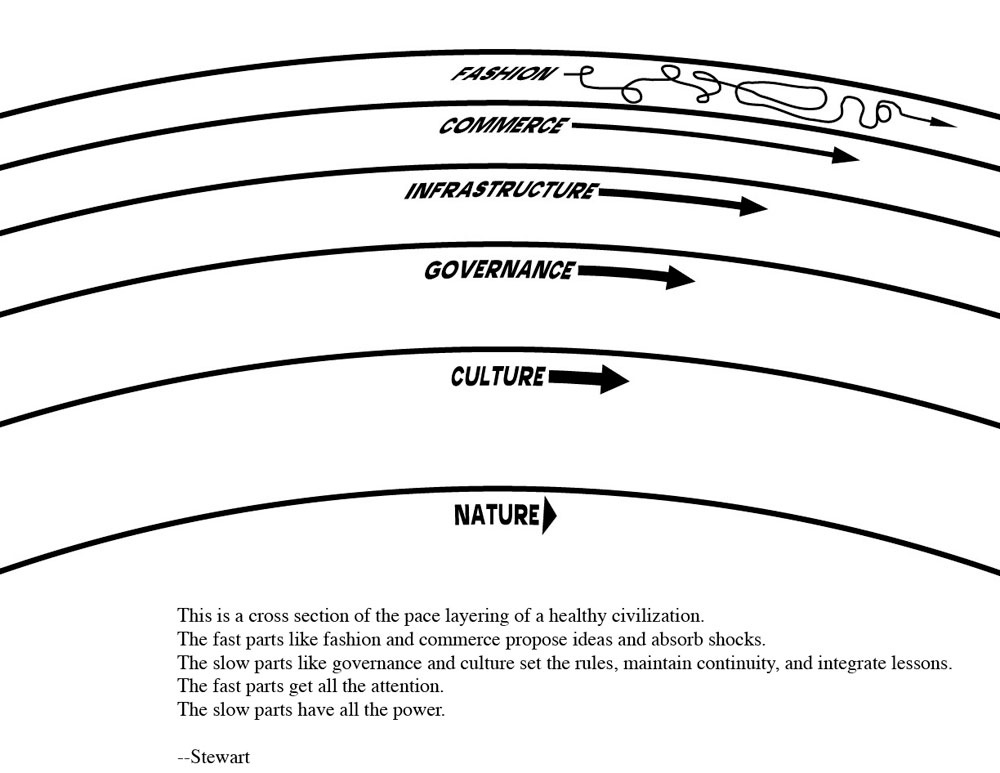 FASHION
COMMERCE
INFRASTRUCTURE
GOVERNANCE
CULTURE
NATURE
This is a cross section of the pace layering of a healthy civilization.
The fast parts like fashion and commerce propose ideas and absorb shocks.
The slow parts like governance and culture set the rules, maintain continuity, and integrate lessons.
The fast parts get all the attention.
The slow parts have all the power.
--Stewart